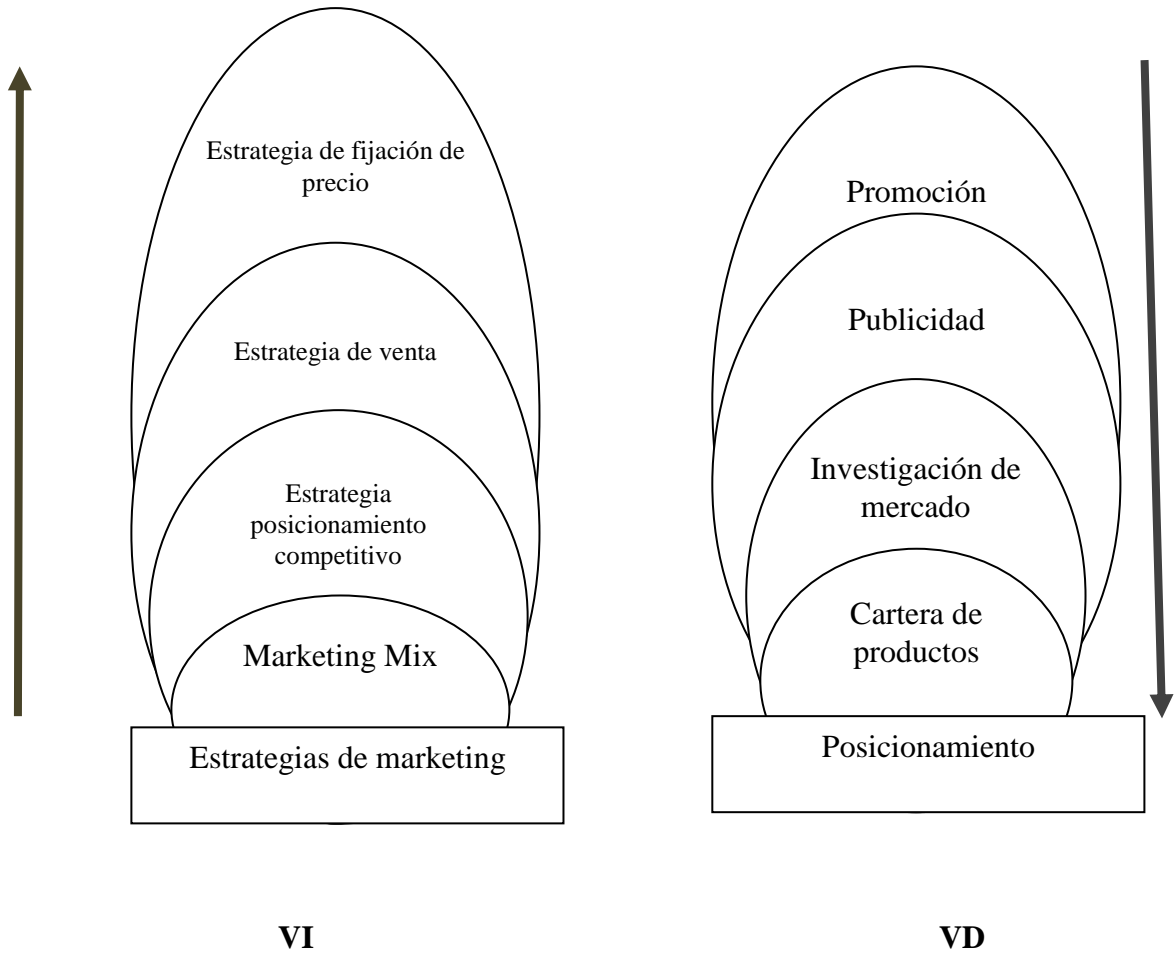 Estrategia de fijación de
precio
Estrategia de venta
Estrategia
posicionamiento
competitivo
Marketing Mix
Estrategias de marketing
Promoción
Publicidad
Investigación de
mercado
Cartera de
productos
Posicionamiento
VI
VD